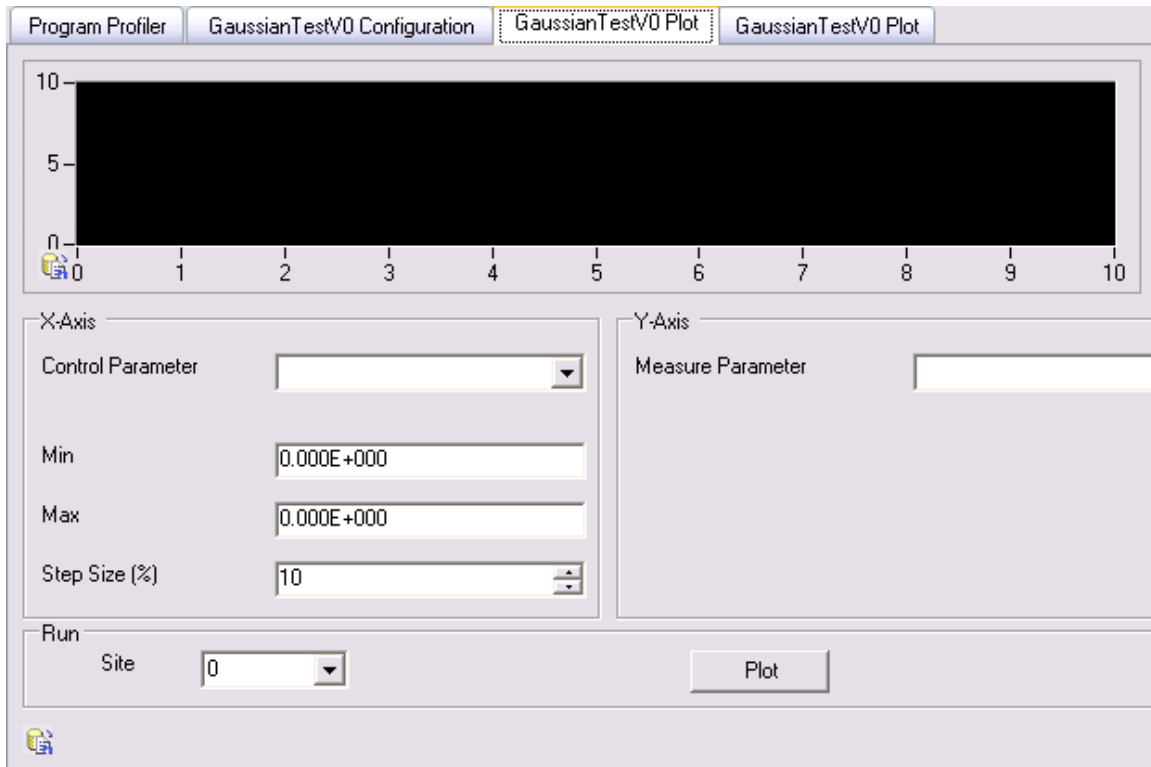 Program Profiler GaussianTestV0 Configuration GaussianTestV0 Plot GaussianTestV0 Plot
10
5
0
0 1 2 3 4 5 6 7 8 9 10
X-Axis Y-Axis
Control Parameter Measure Parameter
Min 0.000E+000
Max 0.000E+000
Step Size (%) 10
Run
Site 0 Plot